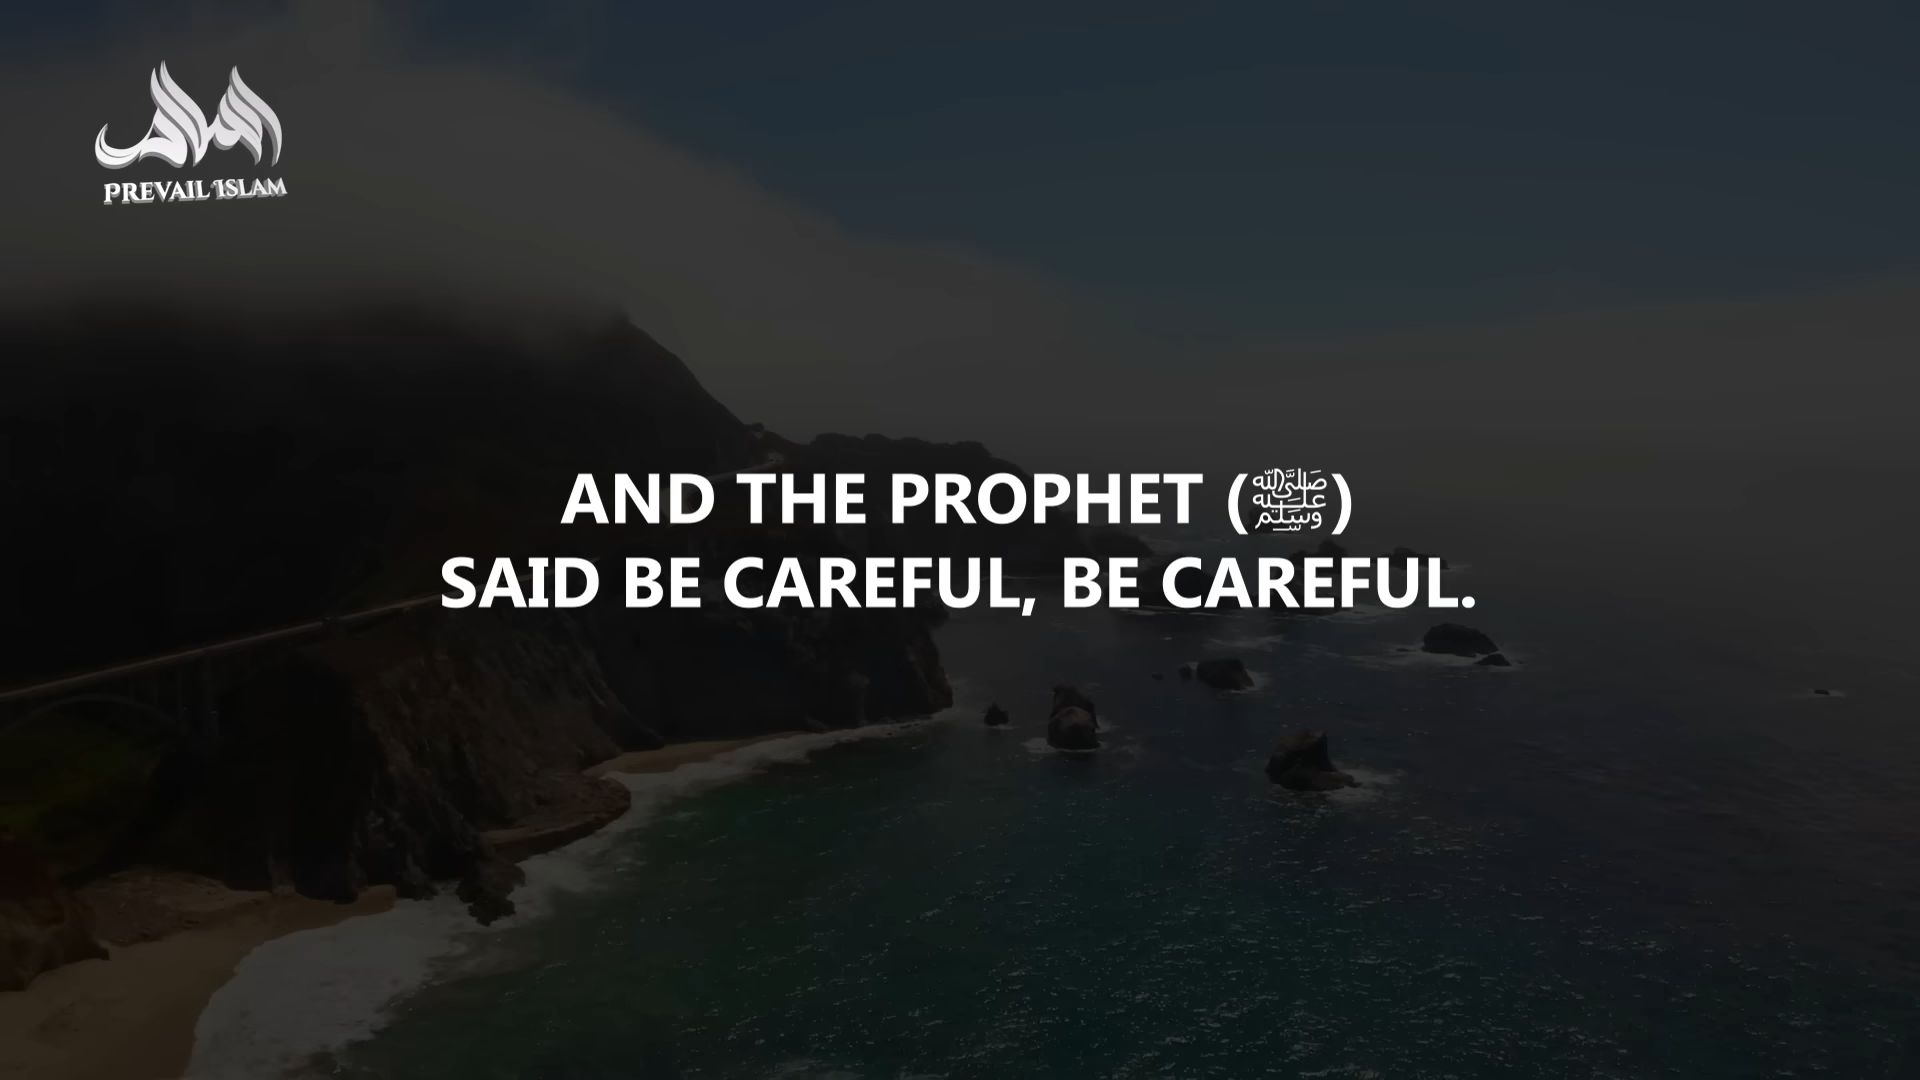 PREVAIL ISLAM
AND THE PROPHET (ﷺ)
SAID BE CAREFUL, BE CAREFUL.